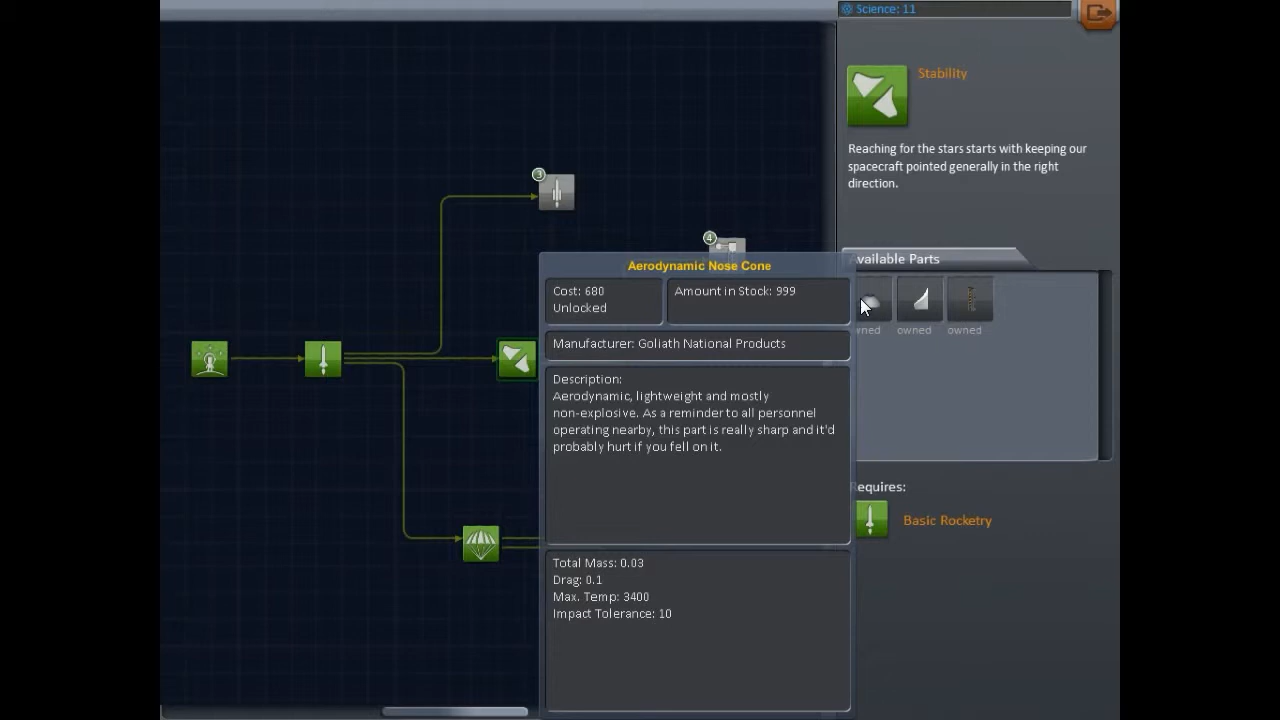 Science: 11
Stability
Reaching for the stars starts with keeping our
spacecraft pointed generally in the right
direction.
3
4
Aerodynamic Nose Cone
Cost: 680
Unlocked
Amount in Stock: 999
Manufacturer: Goliath National Products
Description:
Aerodynamic, lightweight and mostly
non-explosive. As a reminder to all personnel
operating nearby, this part is really sharp and it'd
probably hurt if you fell on it.
Total Mass: 0.03
Drag: 0.1
Max. Temp: 3400
Impact Tolerance: 10
Available Parts
wned owned owned
Requires:
Basic Rocketry